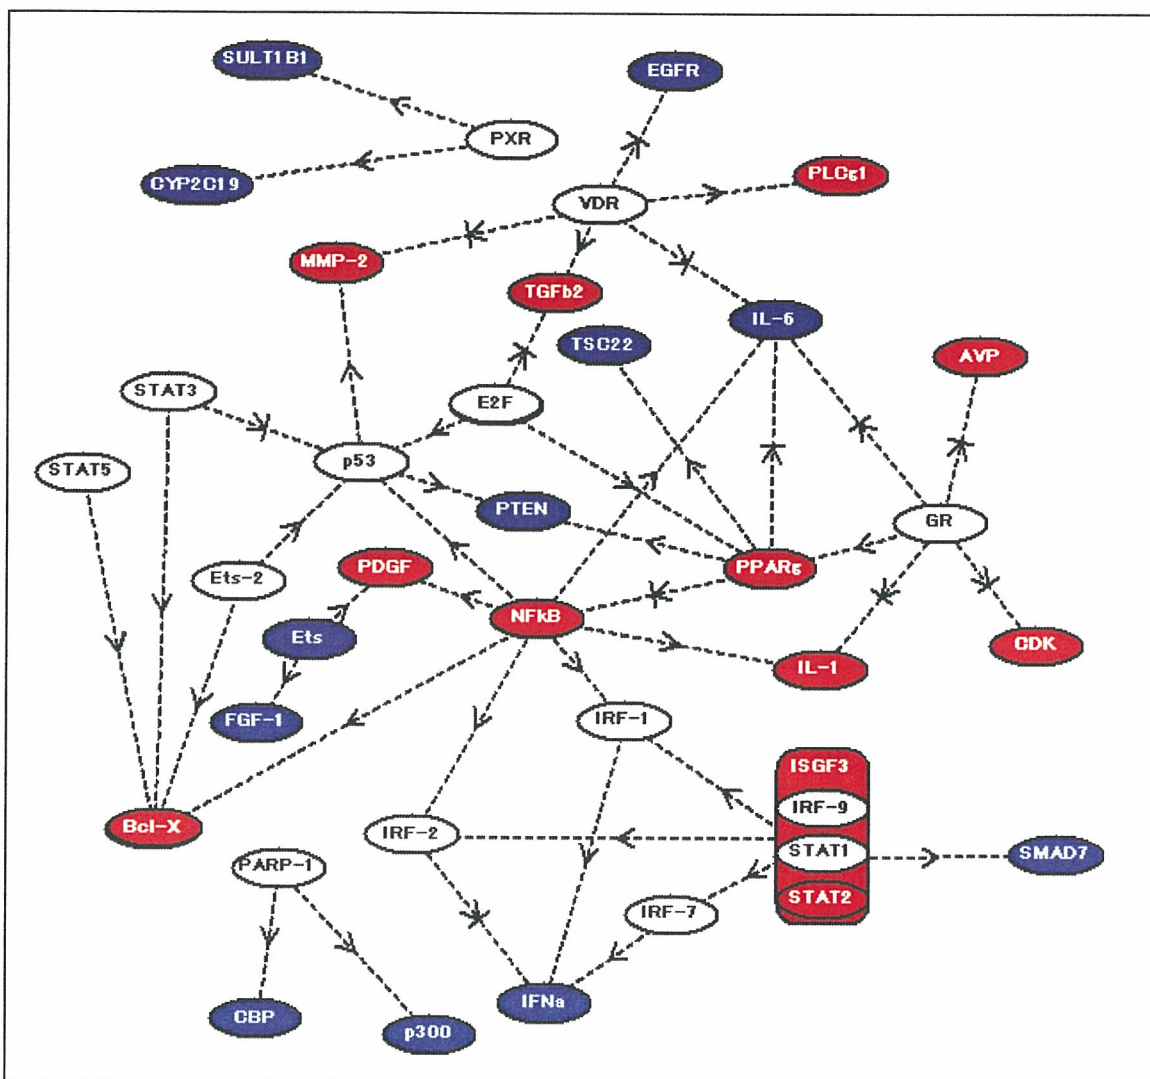 SULT1B1
EGFR
PXR
CYP2C19
PLCg1
VDR
MMP-2
TGFb2
IL-6
TSC22
AVP
STAT3
E2F
p53
STAT5
PTEN
GR
Ets-2
PDGF
PPARg
NFkB
Ets
CDK
IL-1
FGF-1
IRF-1
ISGF3
IRF-9
Bcl-X
IRF-2
STAT1
SMAD7
PARP-1
STAT2
IRF-7
IFNa
CBP
p300